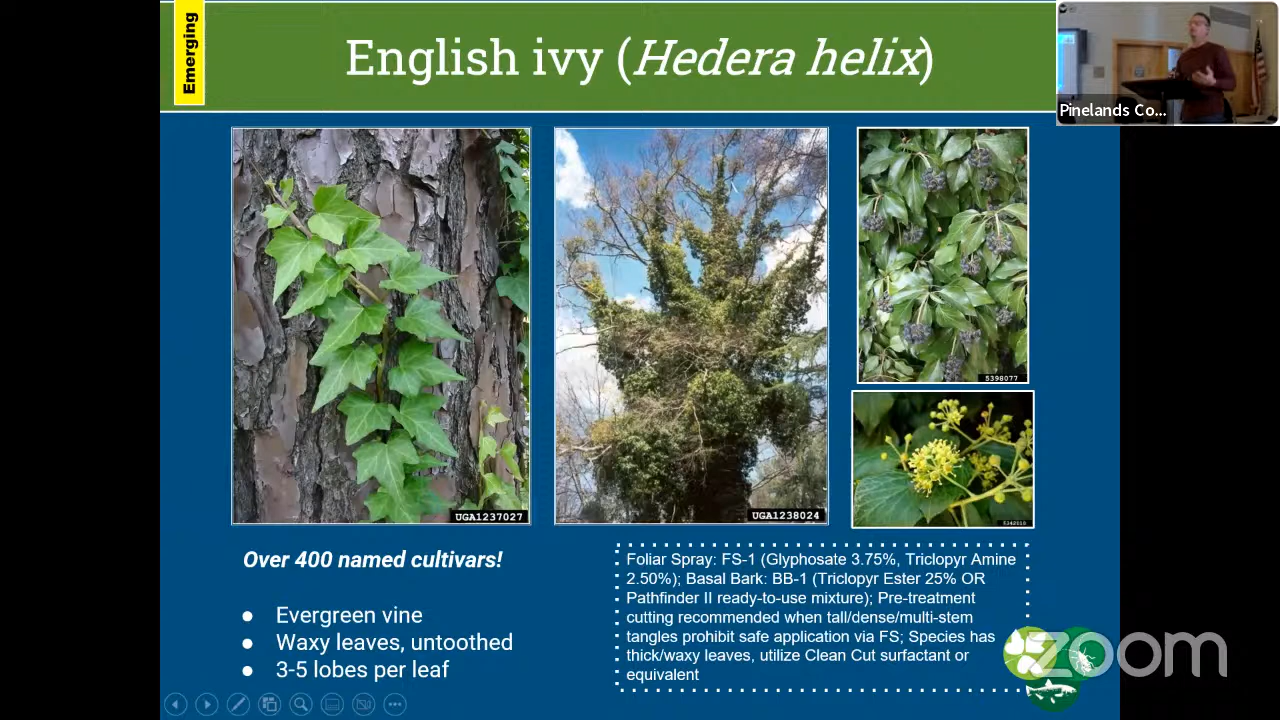 Emerging
English ivy (Hedera helix)
Pinelands Co...
UGA1237027
UGA1238024
5398077
Over 400 named cultivars!
● Evergreen vine
● Waxy leaves, untoothed
● 3-5 lobes per leaf
Foliar Spray: FS-1 (Glyphosate 3.75%, Triclopyr Amine
2.50%); Basal Bark: BB-1 (Triclopyr Ester 25% OR
Pathfinder II ready-to-use mixture); Pre-treatment
cutting recommended when tall/dense/multi-stem
tangles prohibit safe application via FS; Species has
thick/waxy leaves, utilize Clean Cut surfactant or
equivalent
zoom